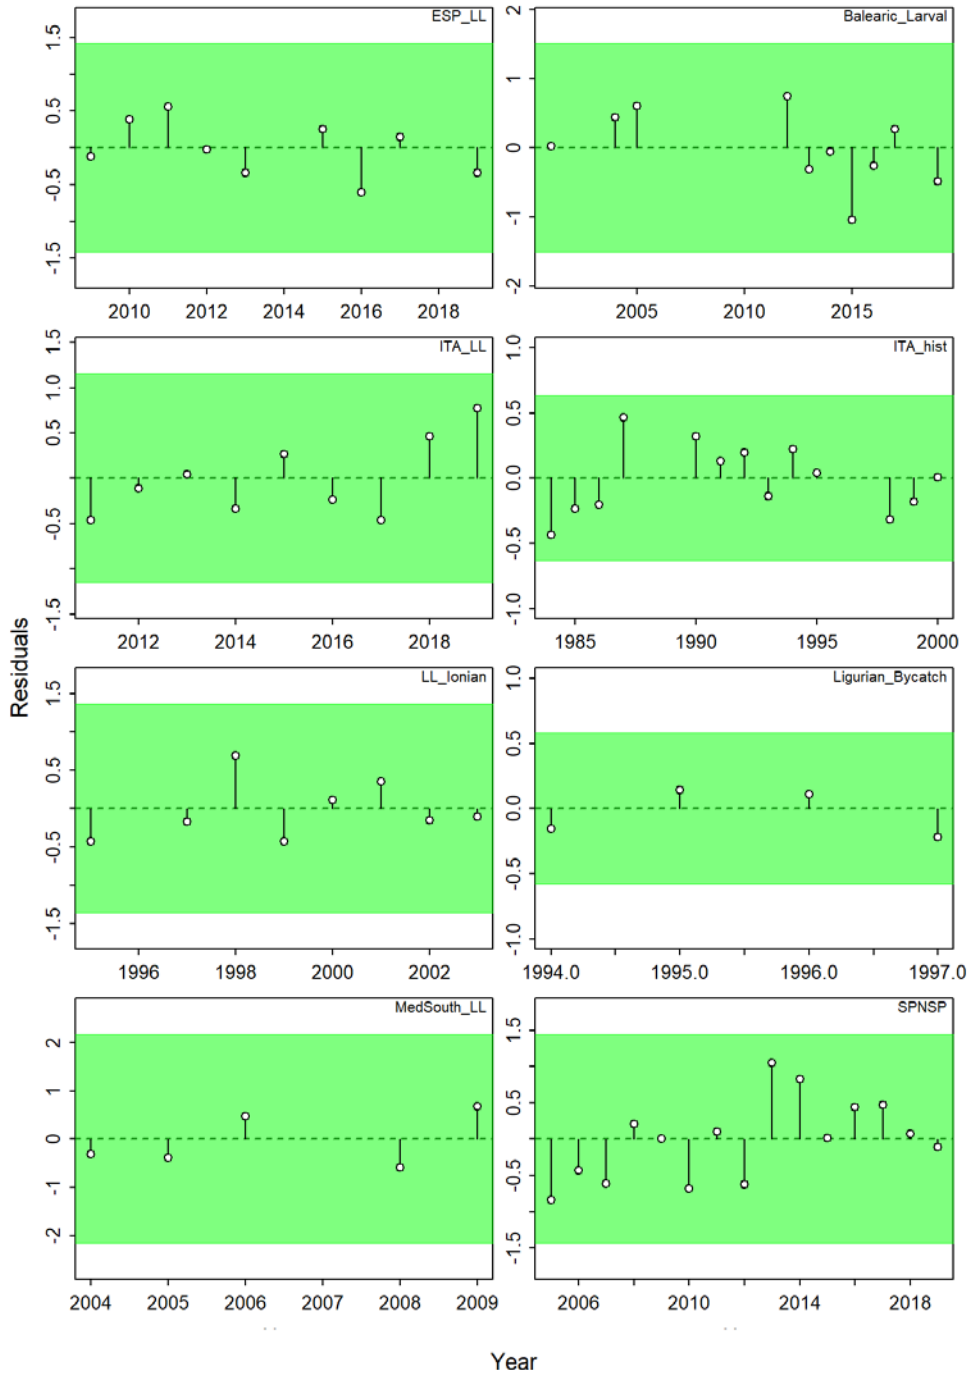 ESP_LL
1.5
0.5
-0.5
-1.5
2010 2012 2014 2016 2018
Balearic_Larval
2
1
0
-1
-2
2005 2010 2015
ITA_LL
1.5
1.0
0.5
-0.5
-1.5
2012 2014 2016 2018
ITA_hist
1.0
0.5
0.0
-0.5
-1.0
1985 1990 1995 2000
Residuals
LL_Ionian
1.5
0.5
-0.5
-1.5
1996 1998 2000 2002
Ligurian_Bycatch
1.0
0.5
0.0
-0.5
-1.0
1994.0 1995.0 1996.0 1997.0
MedSouth_LL
2
1
0
-1
-2
2004 2005 2006 2007 2008 2009
SPNSP
1.5
0.5
-0.5
-1.5
2006 2010 2014 2018
Year